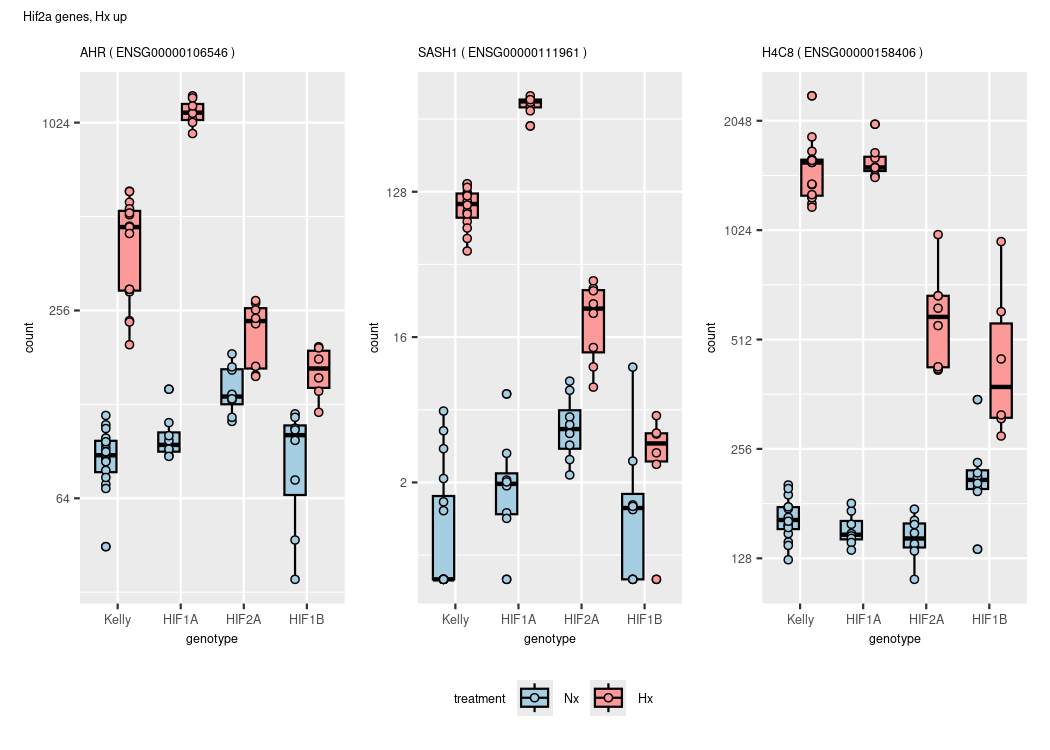 Hif2a genes, Hx up
AHR ( ENSG00000106546 )
SASH1 ( ENSG00000111961 )
H4C8 ( ENSG00000158406 )
count
1024
256
64
Kelly HIF1A HIF2A HIF1B
genotype
count
128
16
2
Kelly HIF1A HIF2A HIF1B
genotype
count
2048
1024
512
256
128
Kelly HIF1A HIF2A HIF1B
genotype
treatment Nx Hx